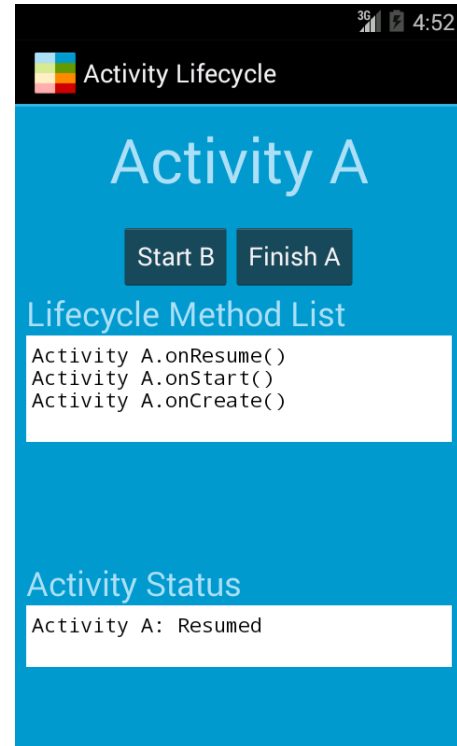 3G 4:52
Activity Lifecycle
Activity A
Start B Finish A
Lifecycle Method List
Activity A.onResume()
Activity A.onStart()
Activity A.onCreate()
Activity Status
Activity A: Resumed